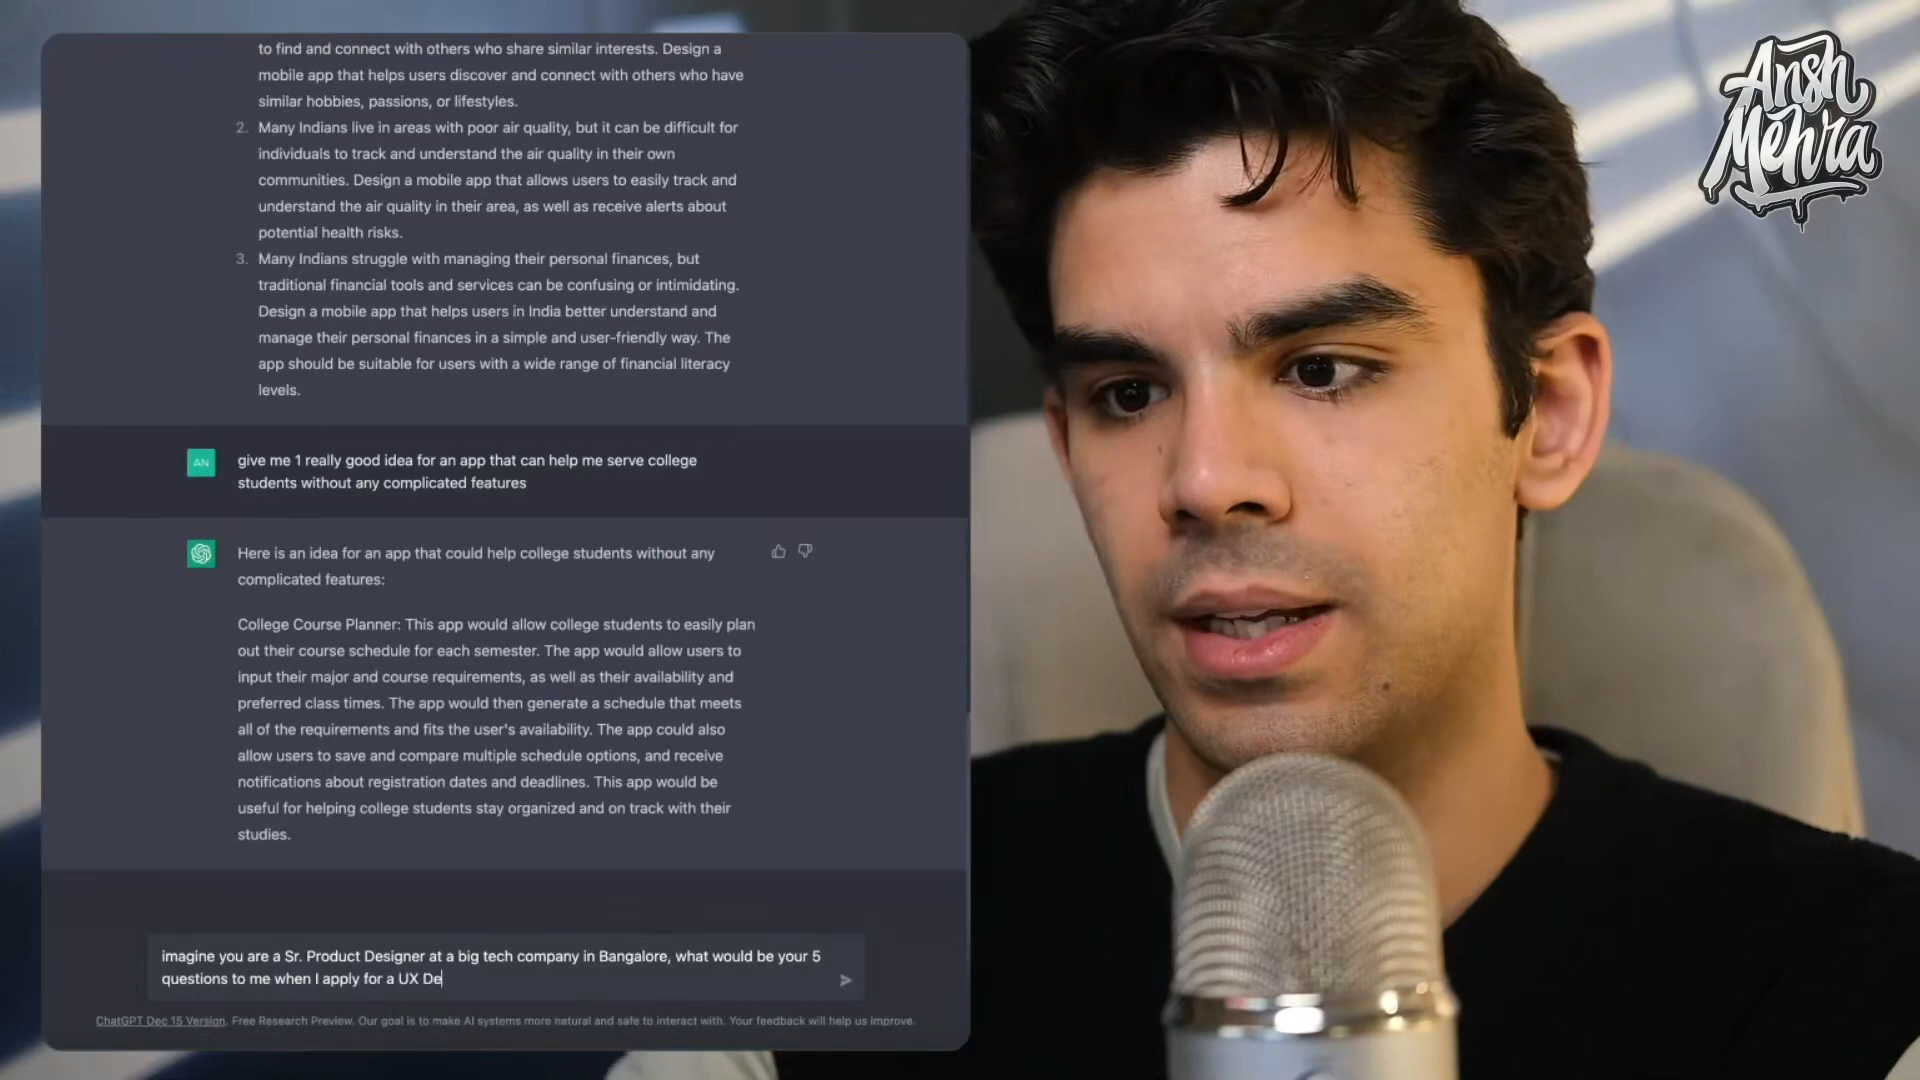 to find and connect with others who share similar interests. Design a
mobile app that helps users discover and connect with others who have
similar hobbies, passions, or lifestyles.
2. Many Indians live in areas with poor air quality, but it can be difficult for
individuals to track and understand the air quality in their own
communities. Design a mobile app that allows users to easily track and
understand the air quality in their area, as well as receive alerts about
potential health risks.
3. Many Indians struggle with managing their personal finances, but
traditional financial tools and services can be confusing or intimidating.
Design a mobile app that helps users in India better understand and
manage their personal finances in a simple and user-friendly way. The
app should be suitable for users with a wide range of financial literacy
levels.
AN
give me 1 really good idea for an app that can help me serve college
students without any complicated features
Here is an idea for an app that could help college students without any
complicated features:
College Course Planner: This app would allow college students to easily plan
out their course schedule for each semester. The app would allow users to
input their major and course requirements, as well as their availability and
preferred class times. The app would then generate a schedule that meets
all of the requirements and fits the user's availability. The app could also
allow users to save and compare multiple schedule options, and receive
notifications about registration dates and deadlines. This app would be
useful for helping college students stay organized and on track with their
studies.
imagine you are a Sr. Product Designer at a big tech company in Bangalore, what would be your 5
questions to me when I apply for a UX De
ChatGPT Dec 15 Version. Free Research Preview. Our goal is to make AI systems more natural and safe to interact with. Your feedback will help us improve.
Ansh
Mehra